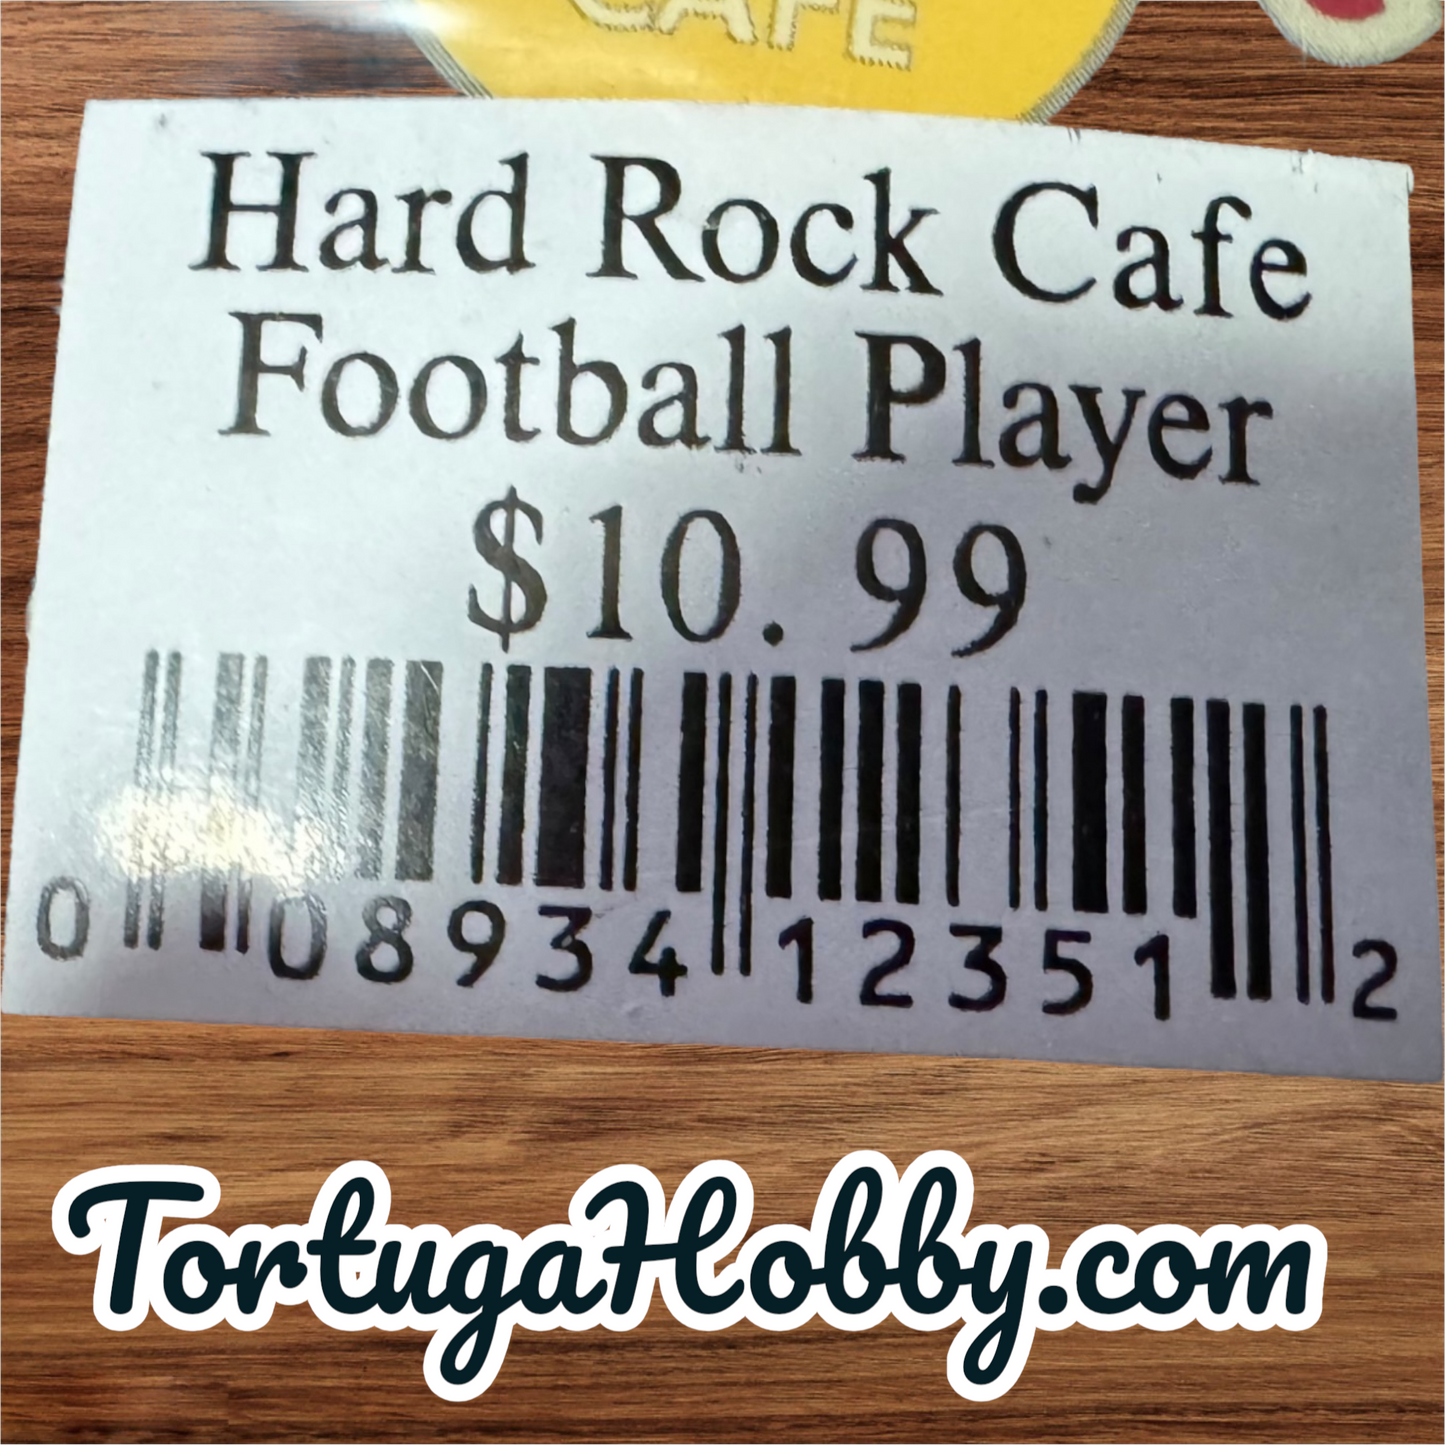 CAFE
Hard Rock Cafe
Football Player
$10.99
0 08934 12351 2
TortugaHobby.com